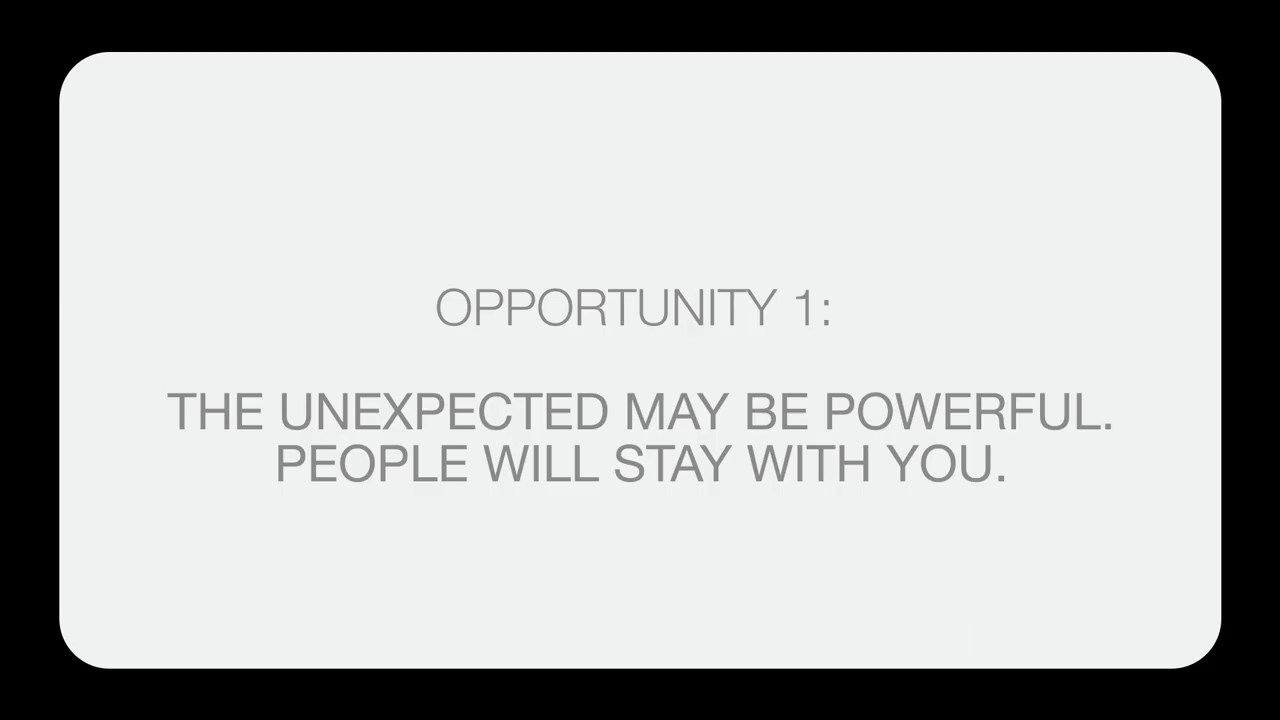 OPPORTUNITY 1:
THE UNEXPECTED MAY BE POWERFUL.
PEOPLE WILL STAY WITH YOU.